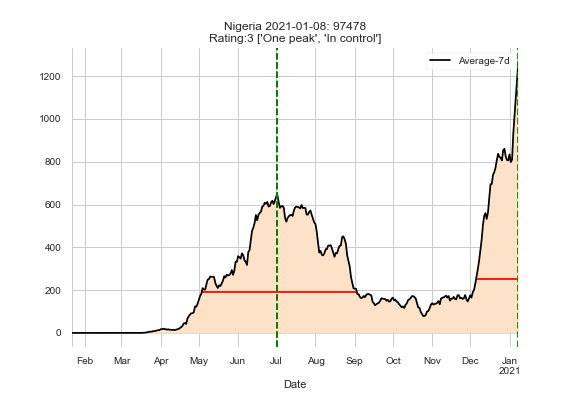 Nigeria 2021-01-08: 97478
Rating:3 ['One peak', 'In control']
Average-7d
1200
1000
800
600
400
200
0
Feb Mar Apr May Jun Jul Aug Sep Oct Nov Dec Jan
2021
Date